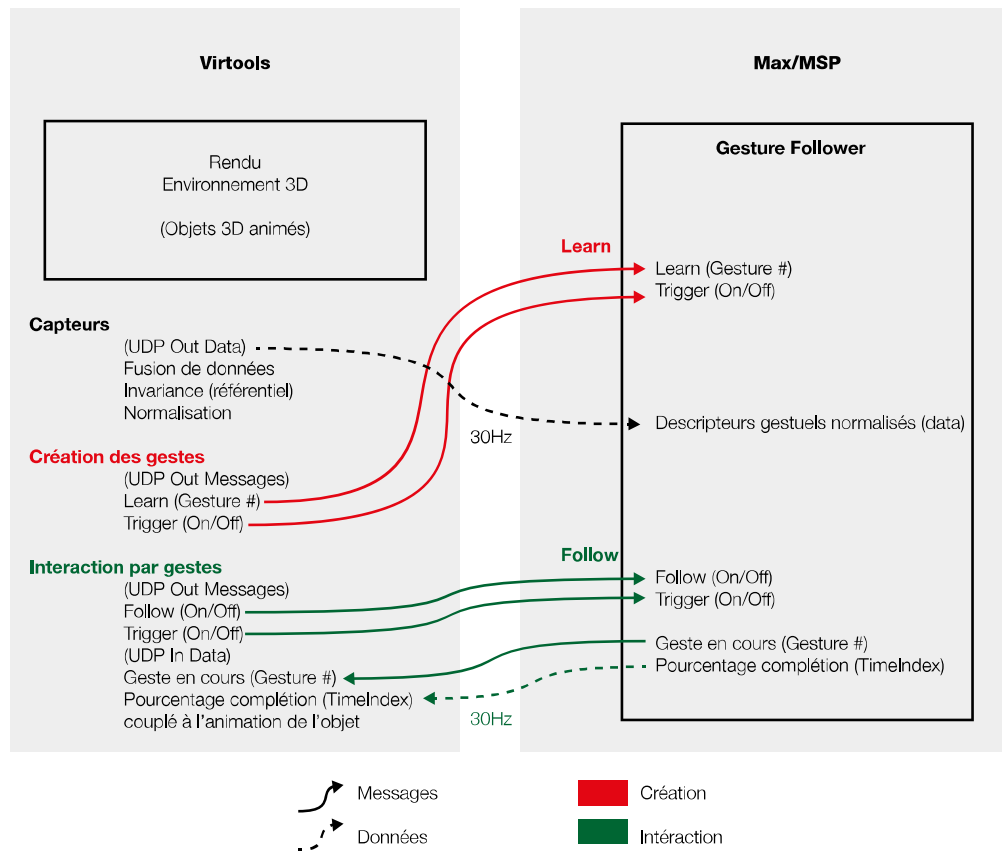 Virtools
Rendu
Environnement 3D
(Objets 3D animés)
Capteurs
(UDP Out Data)
Fusion de données
Invariance (référentiel)
Normalisation
Création des gestes
(UDP Out Messages)
Learn (Gesture #)
Trigger (On/Off)
Interaction par gestes
(UDP Out Messages)
Follow (On/Off)
Trigger (On/Off)
(UDP In Data)
Geste en cours (Gesture #)
Pourcentage complétion (TimeIndex)
couplé à l'animation de l'objet
Learn
30Hz
Follow
30Hz
Max/MSP
Gesture Follower
Learn (Gesture #)
Trigger (On/Off)
Descripteurs gestuels normalisés (data)
Follow (On/Off)
Trigger (On/Off)
Geste en cours (Gesture #)
Pourcentage complétion (TimeIndex)
Messages
Données
Création
Intéraction